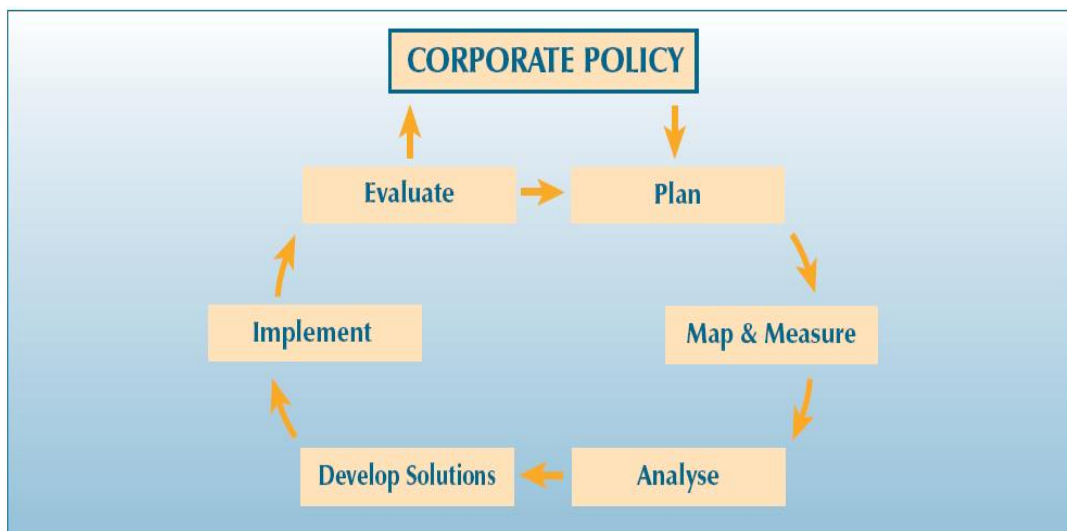 CORPORATE POLICY
Evaluate
Plan
Implement
Map & Measure
Develop Solutions
Analyse